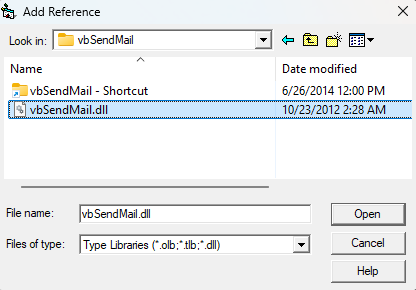 Add Reference
Look in: vbSendMail
Name Date modified
vbSendMail - Shortcut 6/26/2014 12:00 PM
vbSendMail.dll 10/23/2012 2:28 AM
File name: vbSendMail.dll Open
Files of type: Type Libraries (*.olb;*.tlb;*.dll) Cancel
Help